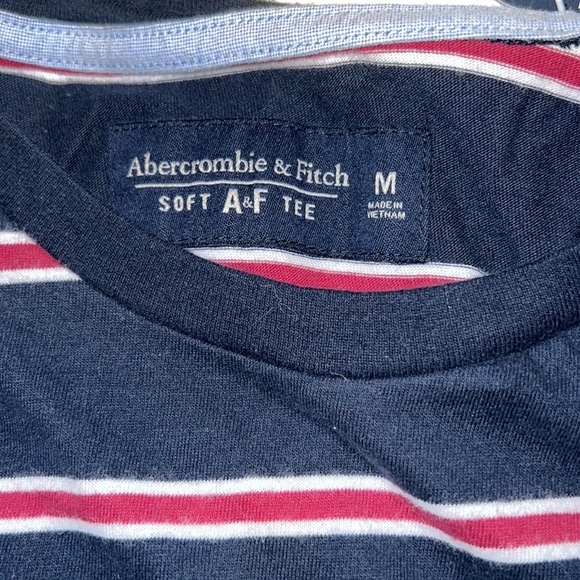 Abercrombie & Fitch
SOFT A&F TEE
M
MADE IN
VIETNAM